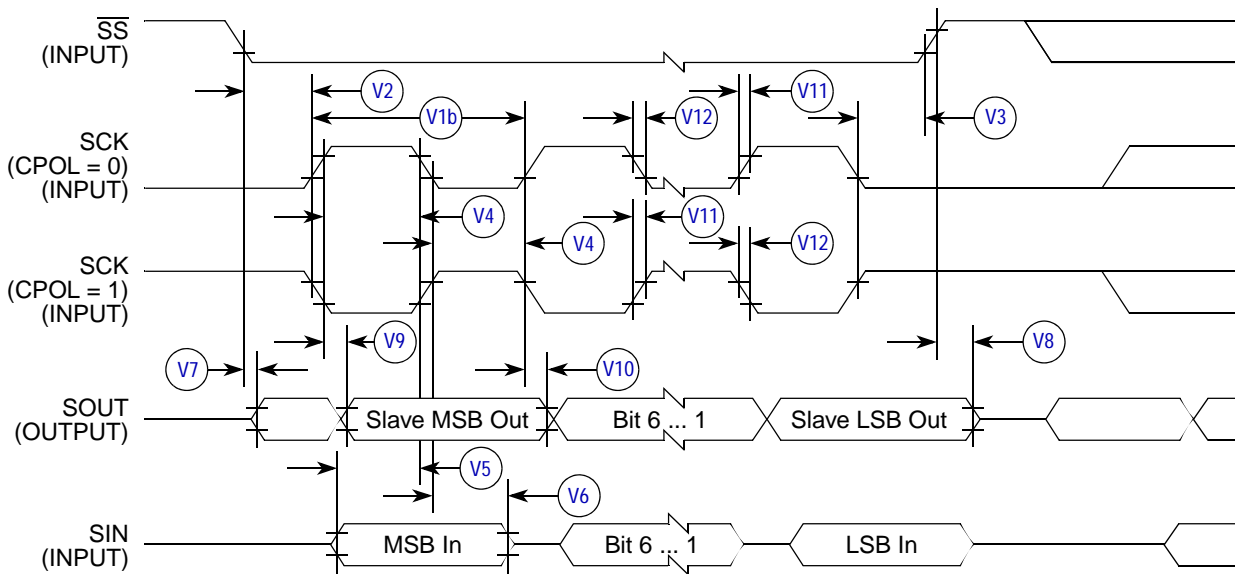 SS
(INPUT)
V2
V11
V1b
V12
V3
SCK
(CPOL = 0)
(INPUT)
V4
V11
V4
V12
SCK
(CPOL = 1)
(INPUT)
V9
V8
V7
V10
SOUT
(OUTPUT)
Slave MSB Out
Bit 6 ... 1
Slave LSB Out
V5
V6
SIN
(INPUT)
MSB In
Bit 6 ... 1
LSB In